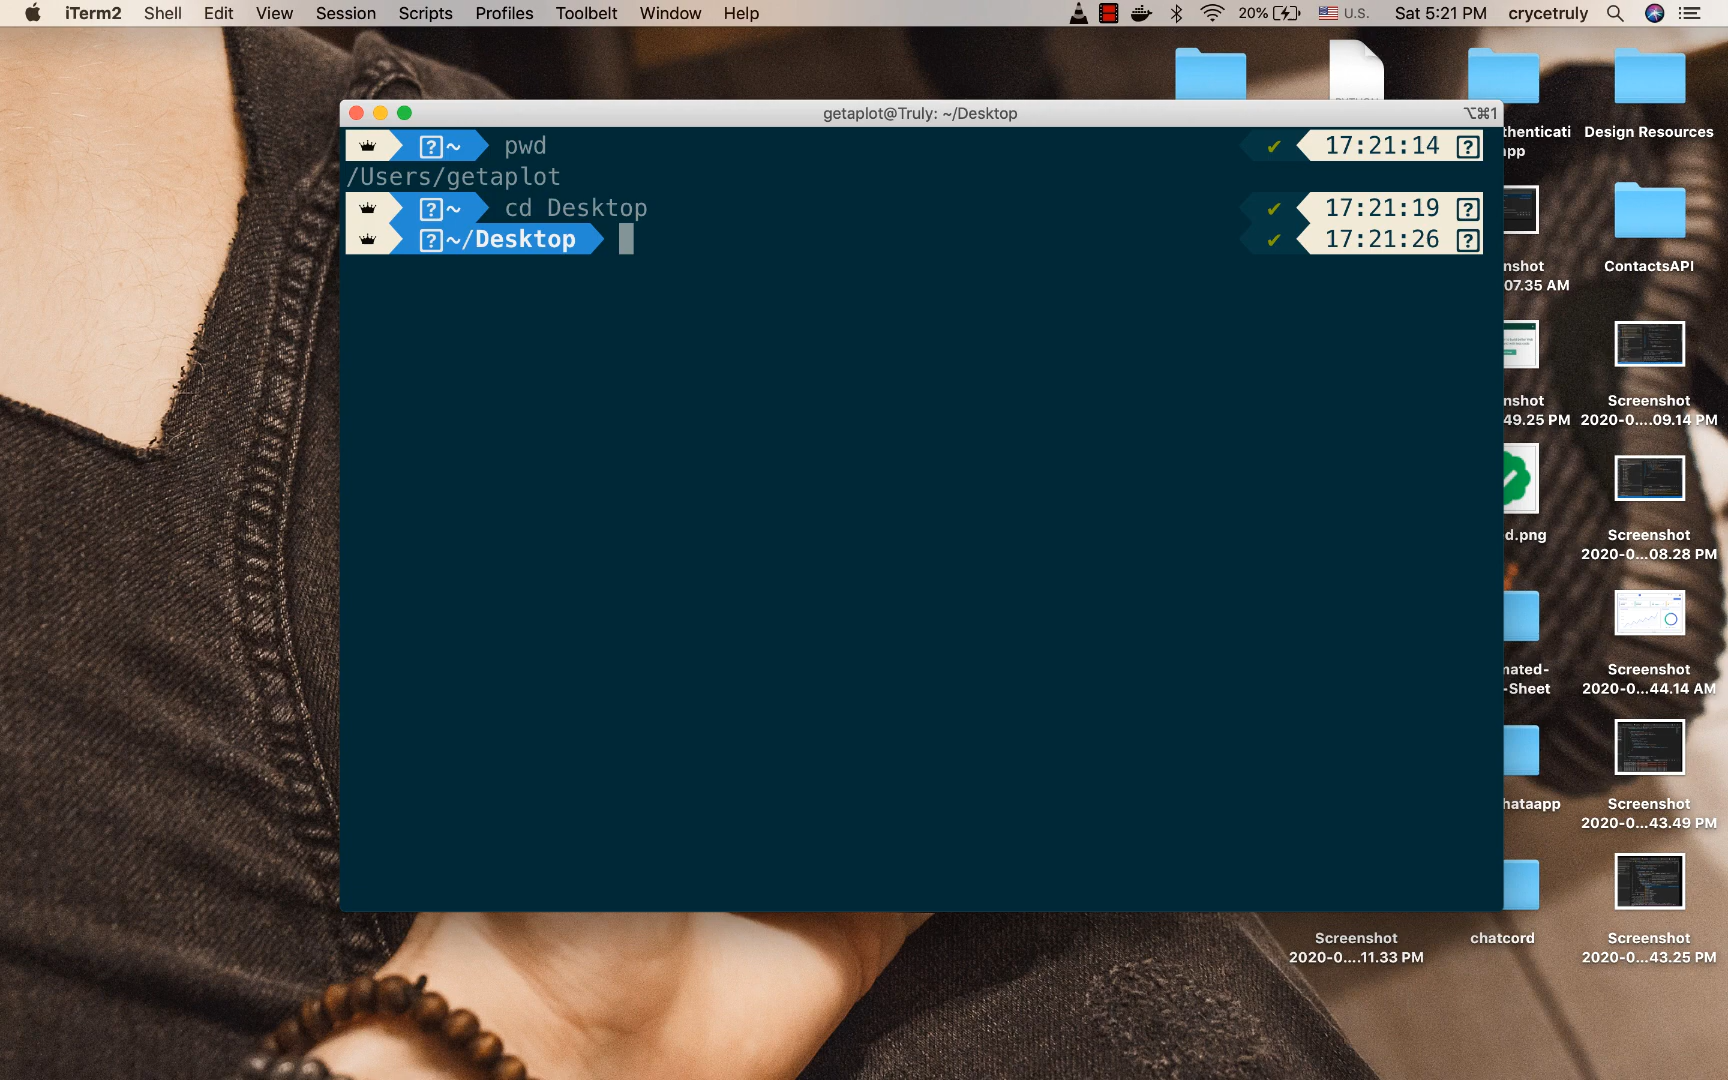 iTerm2 Shell Edit View Session Scripts Profiles Toolbelt Window Help 20% U.S. Sat 5:21 PM crycetruly
getaplot@Truly: ~/Desktop ⌥⌘1
~ pwd ✔ 17:21:14
/Users/getaplot
~ cd Desktop ✔ 17:21:19
~/Desktop ✔ 17:21:26
thenticati
app
Design Resources
nshot
07.35 AM
ContactsAPI
nshot
49.25 PM
Screenshot
2020-0....09.14 PM
d.png
Screenshot
2020-0...08.28 PM
mated-
-Sheet
Screenshot
2020-0...44.14 AM
hataapp
Screenshot
2020-0...43.49 PM
Screenshot
2020-0....11.33 PM
chatcord
Screenshot
2020-0...43.25 PM